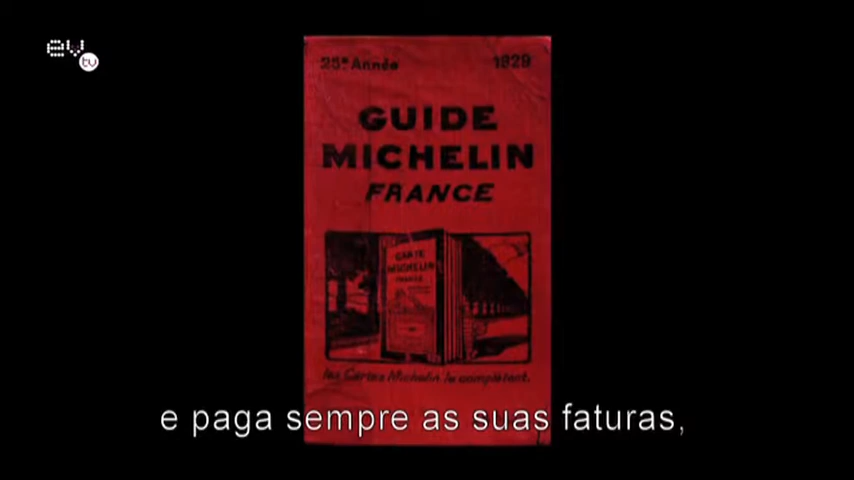 ev
tv
25e Année 1929
GUIDE
MICHELIN
FRANCE
CARTE
MICHELIN
FRANCE
les Cartes Michelin le complètent.
e paga sempre as suas faturas,